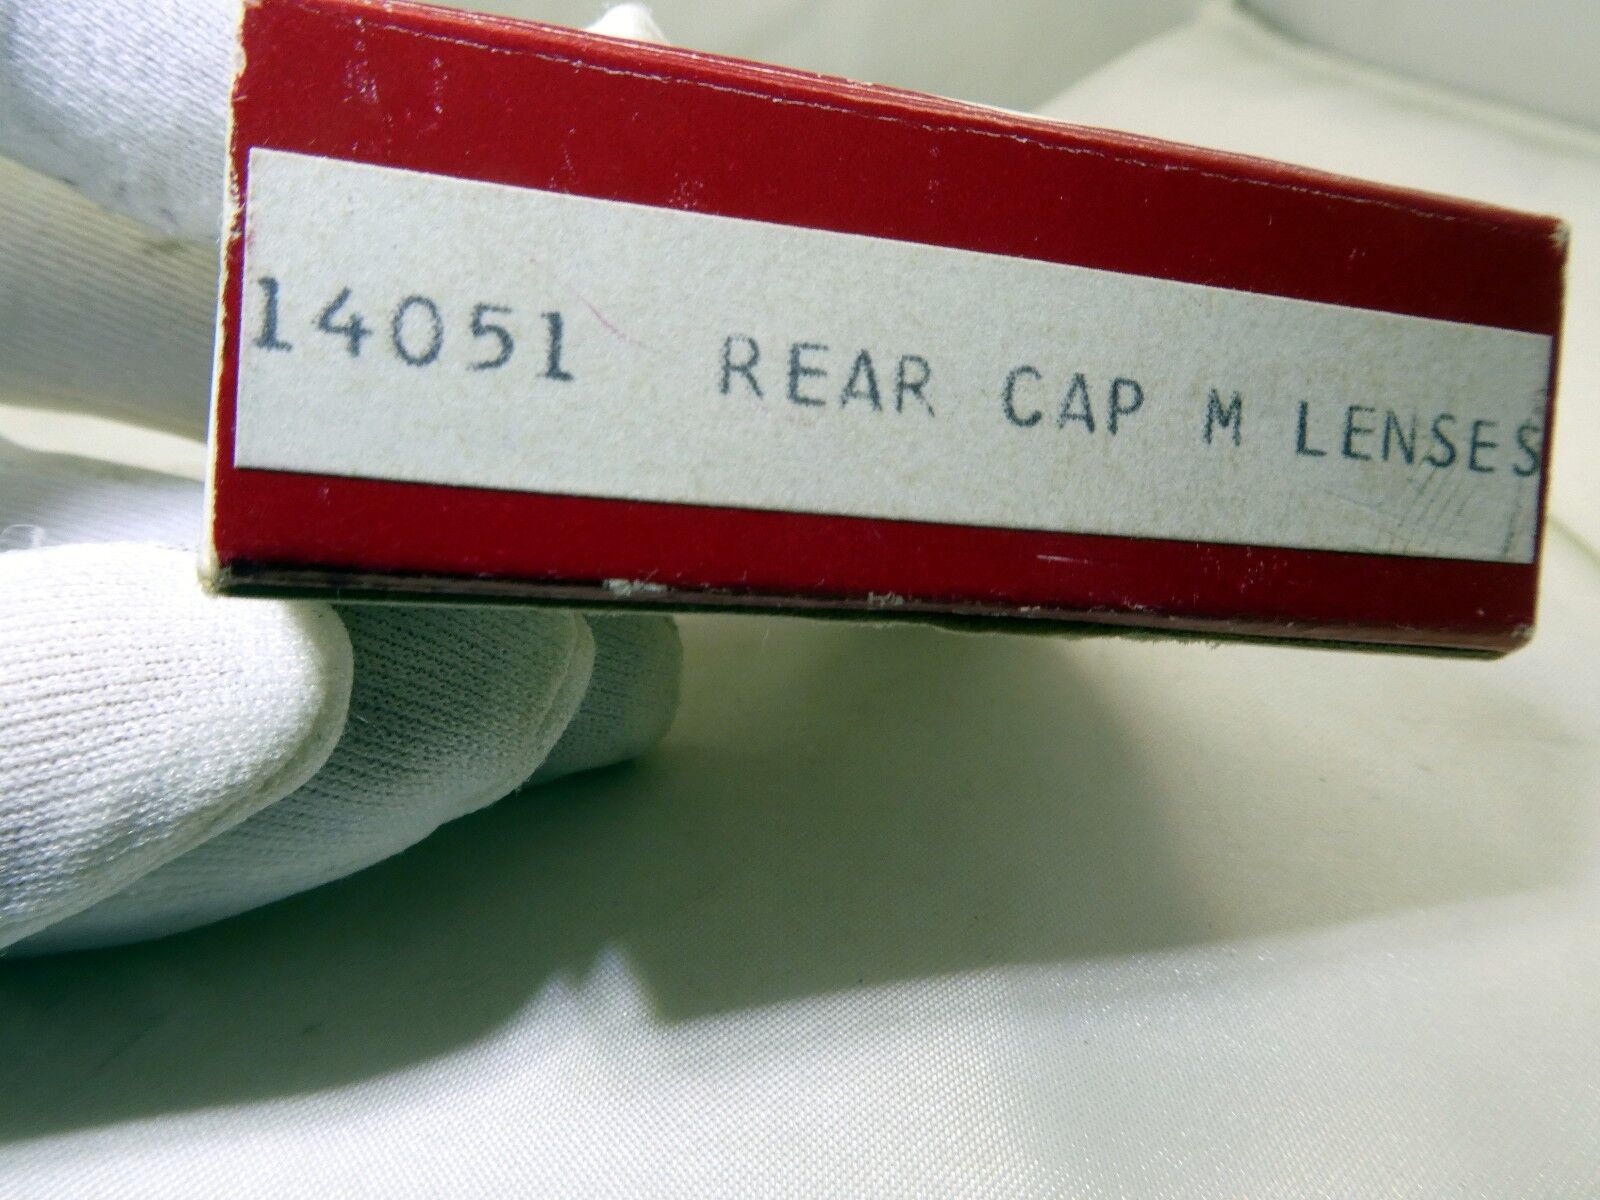 14051 REAR CAP M LENSES